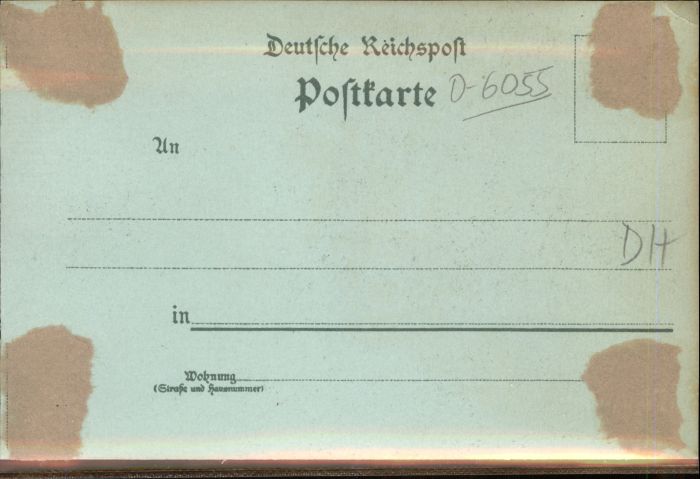 Deutsche Reichspost
Postkarte
D-6055
An
DH
in
Wohnung
(Straße und Hausnummer)